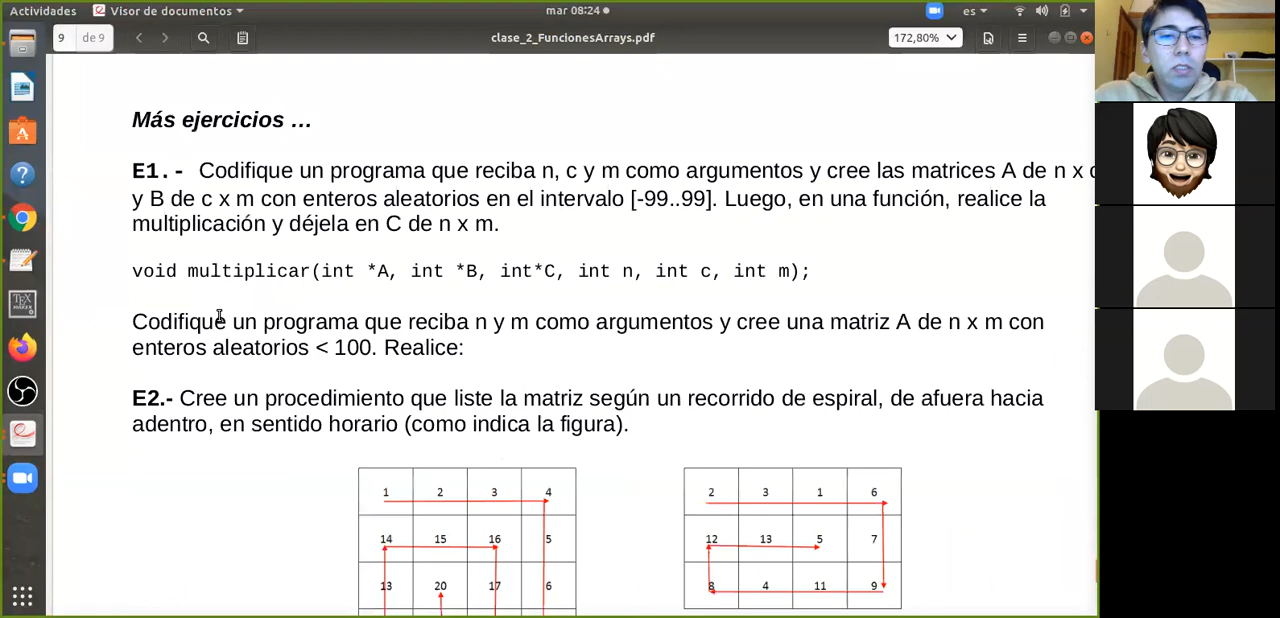 Actividades Visor de documentos mar 08:24 es
9 de 9 clase_2_FuncionesArrays.pdf 172,80%
Más ejercicios …
E1.- Codifique un programa que reciba n, c y m como argumentos y cree las matrices A de n x c
y B de c x m con enteros aleatorios en el intervalo [-99..99]. Luego, en una función, realice la
multiplicación y déjela en C de n x m.
void multiplicar(int *A, int *B, int*C, int n, int c, int m);
Codifique un programa que reciba n y m como argumentos y cree una matriz A de n x m con
enteros aleatorios < 100. Realice:
E2.- Cree un procedimiento que liste la matriz según un recorrido de espiral, de afuera hacia
adentro, en sentido horario (como indica la figura).
1 2 3 4
14 15 16 5
13 20 17 6
2 3 1 6
12 13 5 7
8 4 11 9